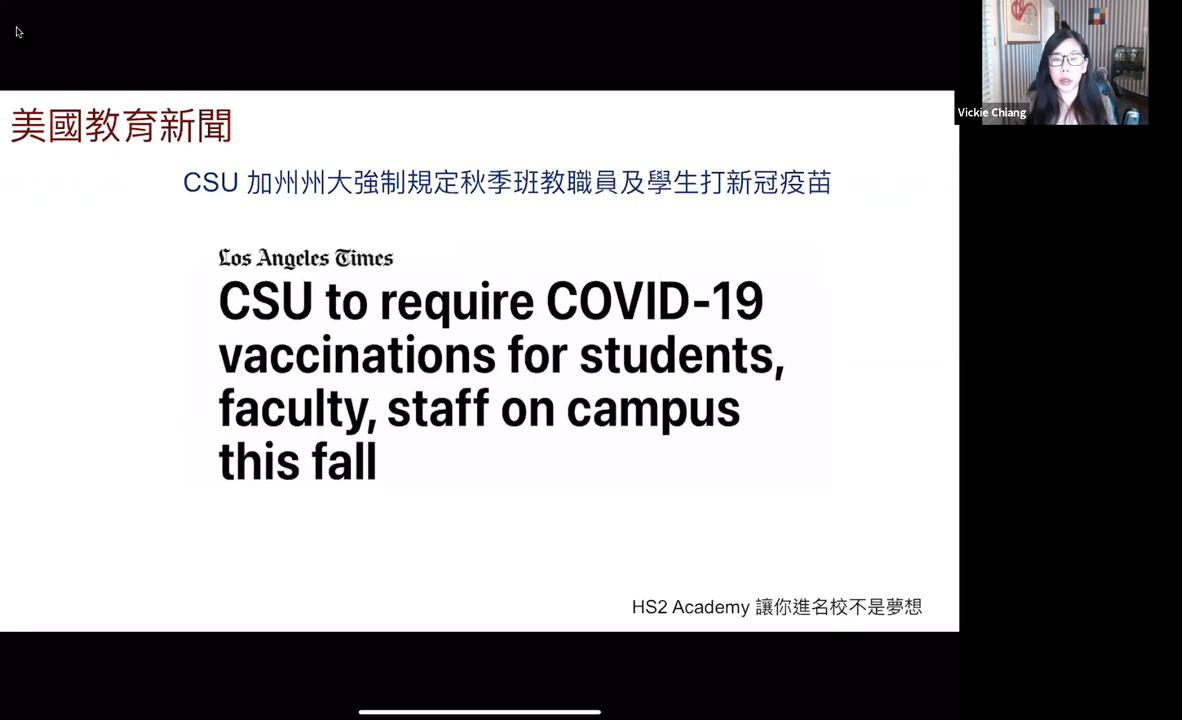 美國教育新聞
CSU 加州州大強制規定秋季班教職員及學生打新冠疫苗
Los Angeles Times
CSU to require COVID-19
vaccinations for students,
faculty, staff on campus
this fall
HS2 Academy 讓你進名校不是夢想
Vickie Chiang